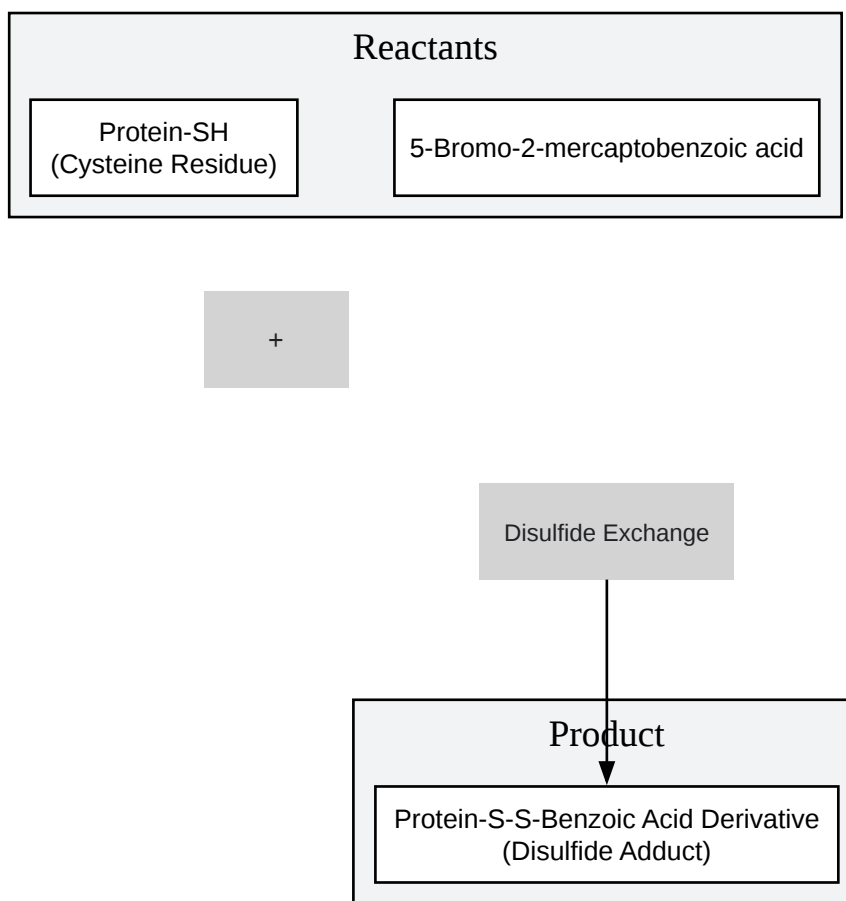 Reactants
Protein-SH
(Cysteine Residue)
5-Bromo-2-mercaptobenzoic acid
+
Disulfide Exchange
Product
Protein-S-S-Benzoic Acid Derivative
(Disulfide Adduct)